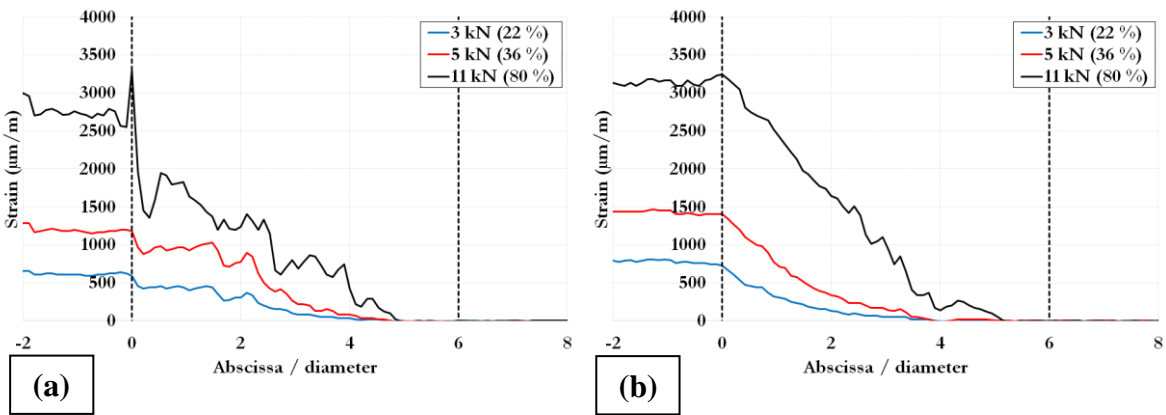 4000
3500
3000
2500
2000
1500
1000
500
0
Strain (µm/m)
-2
0
2
4
6
8
Abscissa / diameter
3 kN (22 %)
5 kN (36 %)
11 kN (80 %)
(a)
4000
3500
3000
2500
2000
1500
1000
500
0
Strain (µm/m)
-2
0
2
4
6
8
Abscissa / diameter
3 kN (22 %)
5 kN (36 %)
11 kN (80 %)
(b)